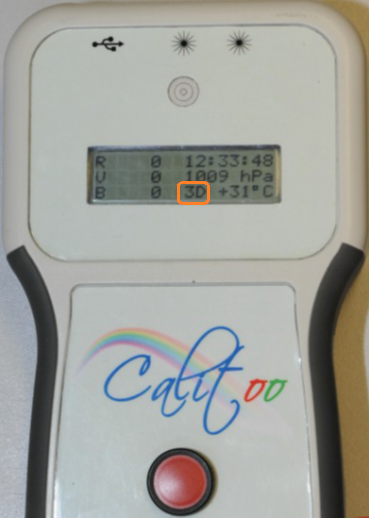 R 0 12:33:48
V 0 1009 hPa
B 0 3D +31°C
Calitoo